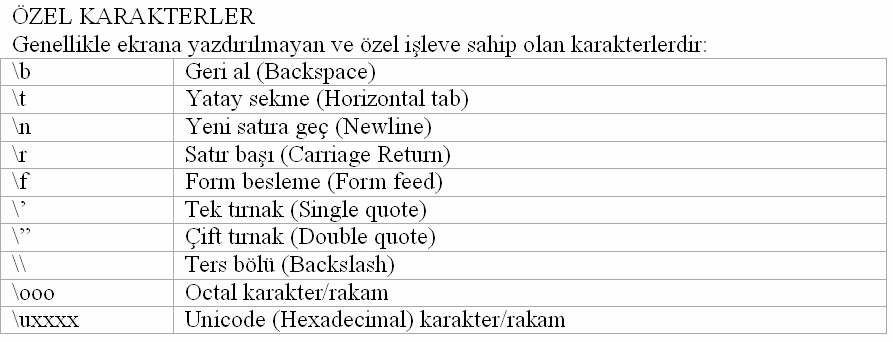 ÖZEL KARAKTERLER
Genellikle ekrana yazdırılmayan ve özel işleve sahip olan karakterlerdir:
\b Geri al (Backspace)
\t Yatay sekme (Horizontal tab)
\n Yeni satıra geç (Newline)
\r Satır başı (Carriage Return)
\f Form besleme (Form feed)
\’ Tek tırnak (Single quote)
\” Çift tırnak (Double quote)
\\ Ters bölü (Backslash)
\ooo Octal karakter/rakam
\uxxxx Unicode (Hexadecimal) karakter/rakam